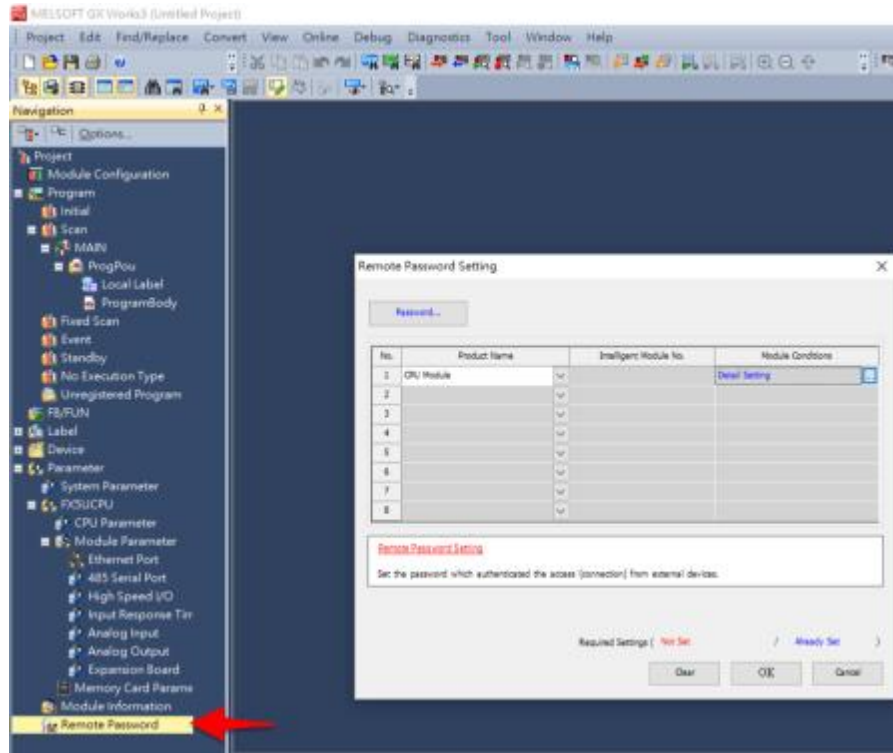 MELSOFT GX Works3 (Untitled Project)
Project Edit Find/Replace Convert View Online Debug Diagnostics Tool Window Help
Navigation
Options...
Project
Module Configuration
Program
Initial
Scan
MAIN
ProgPou
Local Label
ProgramBody
Fixed Scan
Event
Standby
No Execution Type
Unregistered Program
FB/FUN
Label
Device
Parameter
System Parameter
FX5UCPU
CPU Parameter
Module Parameter
Ethernet Port
485 Serial Port
High Speed I/O
Input Response Tim
Analog Input
Analog Output
Expansion Board
Memory Card Parame
Module Information
Remote Password
Remote Password Setting
Password...
No. Product Name Intelligent Module No. Module Conditions
1 CPU Module Detail Setting ...
2
3
4
5
6
7
8
Remote Password Setting
Set the password which authenticated the access (connection) from external devices.
Required Settings ( Not Set / Already Set )
Clear OK Cancel